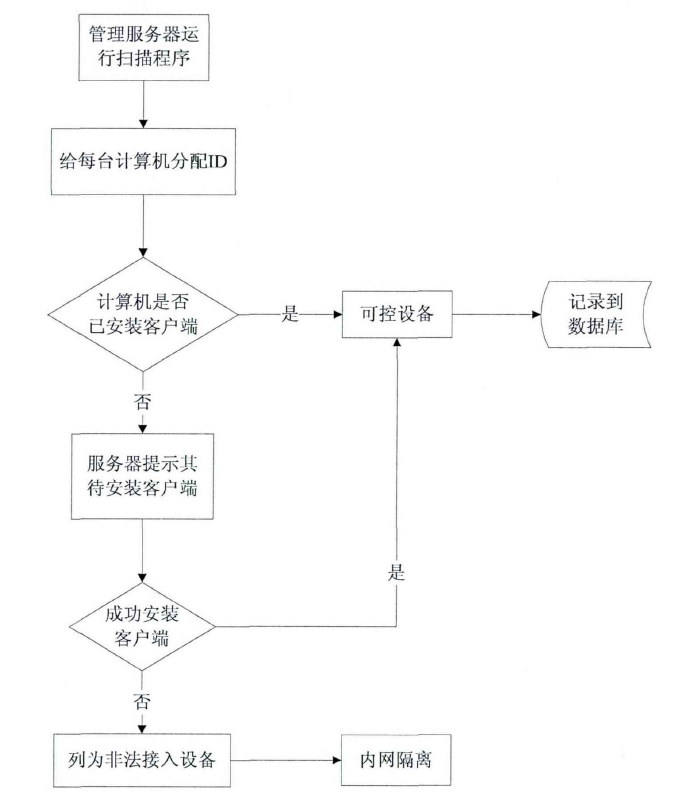 管理服务器运
行扫描程序
给每台计算机分配ID
计算机是否
已安装客户端
是
可控设备
记录到
数据库
否
服务器提示其
待安装客户端
是
成功安装
客户端
否
列为非法接入设备
内网隔离